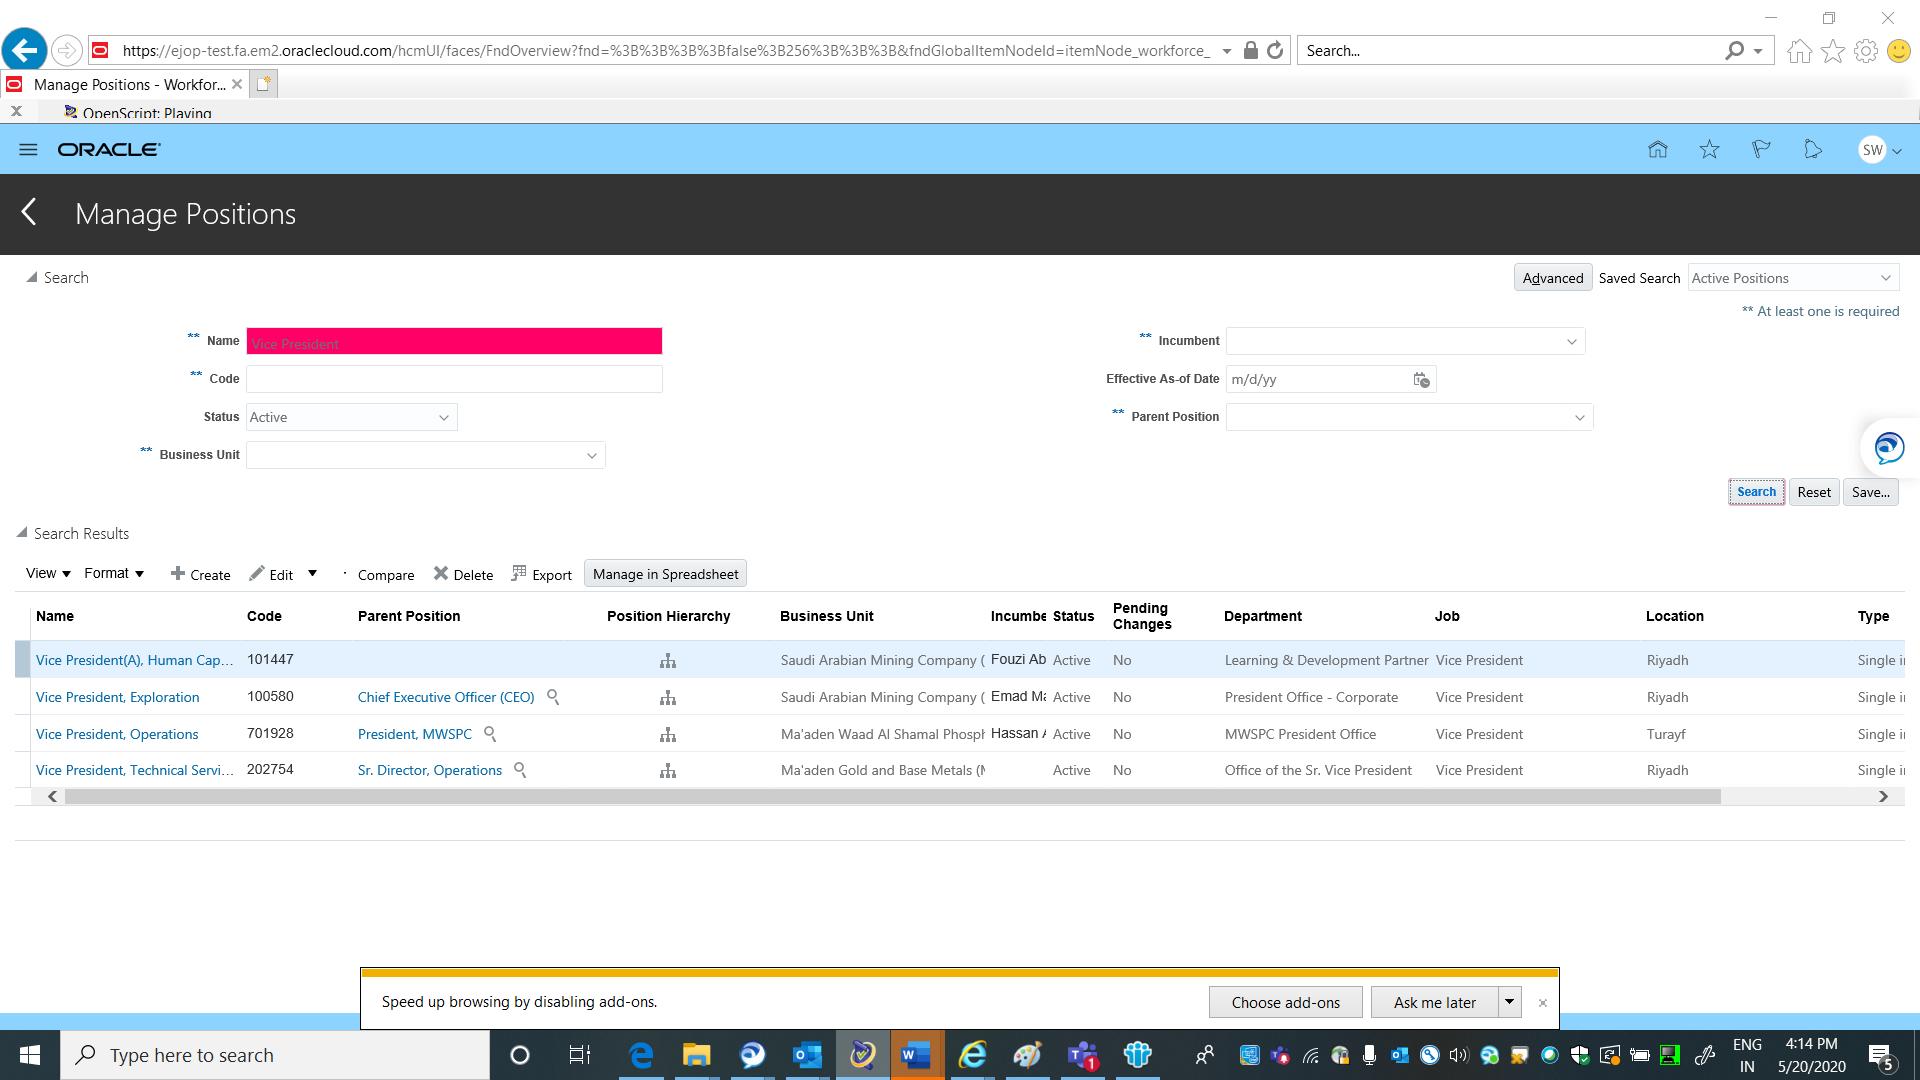 https://ejop-test.fa.em2.oraclecloud.com/hcmUI/faces/FndOverview?fnd=%3B%3B%3B%3Bfalse%3B256%3B%3B%3B&fndGlobalItemNodeId=itemNode_workforce_
Search...
Manage Positions - Workfor...
OpenScript: Playing
ORACLE
SW
Manage Positions
Search
Advanced Saved Search Active Positions
** At least one is required
** Name Vice President
** Incumbent
** Code
Effective As-of Date m/d/yy
Status Active
** Parent Position
** Business Unit
Search Reset Save...
Search Results
View Format Create Edit Compare Delete Export Manage in Spreadsheet
Name Code Parent Position Position Hierarchy Business Unit Incumbe Status Pending Changes Department Job Location Type
Vice President(A), Human Cap... 101447 Saudi Arabian Mining Company ( Fouzi Ab Active No Learning & Development Partner Vice President Riyadh Single i
Vice President, Exploration 100580 Chief Executive Officer (CEO) Saudi Arabian Mining Company ( Emad Ma Active No President Office - Corporate Vice President Riyadh Single i
Vice President, Operations 701928 President, MWSPC Ma'aden Waad Al Shamal Phosph Hassan A Active No MWSPC President Office Vice President Turayf Single i
Vice President, Technical Servi... 202754 Sr. Director, Operations Ma'aden Gold and Base Metals (M Active No Office of the Sr. Vice President Vice President Riyadh Single i
Speed up browsing by disabling add-ons.
Choose add-ons Ask me later
Type here to search
1
ENG
IN
4:14 PM
5/20/2020
5